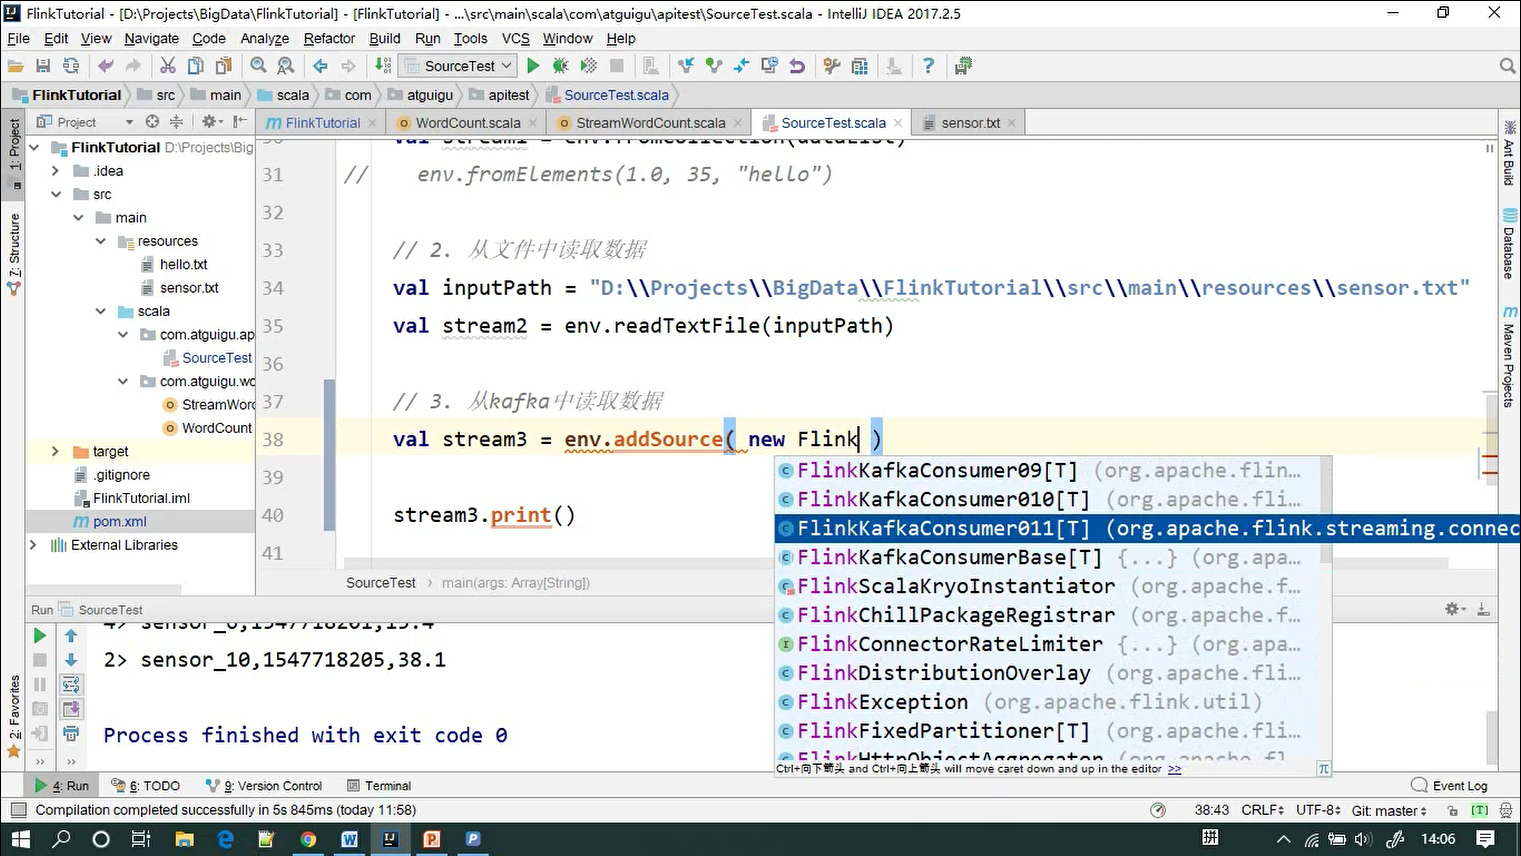 FlinkTutorial - [D:\Projects\BigData\FlinkTutorial] - [FlinkTutorial] - ...\src\main\scala\com\atguigu\apitest\SourceTest.scala - IntelliJ IDEA 2017.2.5
File Edit View Navigate Code Analyze Refactor Build Run Tools VCS Window Help
SourceTest
FlinkTutorial src main scala com atguigu apitest SourceTest.scala
Project
FlinkTutorial WordCount.scala StreamWordCount.scala SourceTest.scala sensor.txt
1: Project
7: Structure
2: Favorites
FlinkTutorial D:\Projects\Big
.idea
src
main
resources
hello.txt
sensor.txt
scala
com.atguigu.ap
SourceTest
com.atguigu.wo
StreamWor
WordCount
target
.gitignore
FlinkTutorial.iml
pom.xml
External Libraries
31 // env.fromElements(1.0, 35, "hello")
32
33 // 2. 从文件中读取数据
34 val inputPath = "D:\\Projects\\BigData\\FlinkTutorial\\src\\main\\resources\\sensor.txt"
35 val stream2 = env.readTextFile(inputPath)
36
37 // 3. 从kafka中读取数据
38 val stream3 = env.addSource( new Flink )
39
40 stream3.print()
41
FlinkKafkaConsumer09[T] (org.apache.flin...
FlinkKafkaConsumer010[T] (org.apache.fli...
FlinkKafkaConsumer011[T] (org.apache.flink.streaming.connec
FlinkKafkaConsumerBase[T] {...} (org.apa...
FlinkScalaKryoInstantiator (org.apache.f...
FlinkChillPackageRegistrar (org.apache.f...
FlinkConnectorRateLimiter {...} (org.apa...
FlinkDistributionOverlay (org.apache.fli...
FlinkException (org.apache.flink.util)
FlinkFixedPartitioner[T] (org.apache.fli...
Ctrl+向下箭头 and Ctrl+向上箭头 will move caret down and up in the editor >>
SourceTest main(args: Array[String])
Ant Build
Database
Maven Projects
Run SourceTest
2> sensor_10,1547718205,38.1
Process finished with exit code 0
4: Run 6: TODO 9: Version Control Terminal Event Log
Compilation completed successfully in 5s 845ms (today 11:58) 38:43 CRLF UTF-8 Git: master [T]
拼 14:06